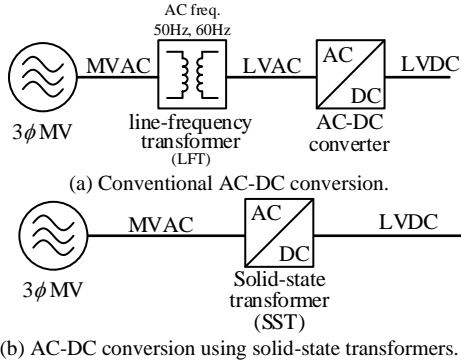 AC freq.
50Hz, 60Hz
MVAC
LVAC
AC
DC
LVDC
3ϕ MV
line-frequency
transformer
(LFT)
AC-DC
converter
(a) Conventional AC-DC conversion.
MVAC
AC
DC
LVDC
3ϕ MV
Solid-state
transformer
(SST)
(b) AC-DC conversion using solid-state transformers.